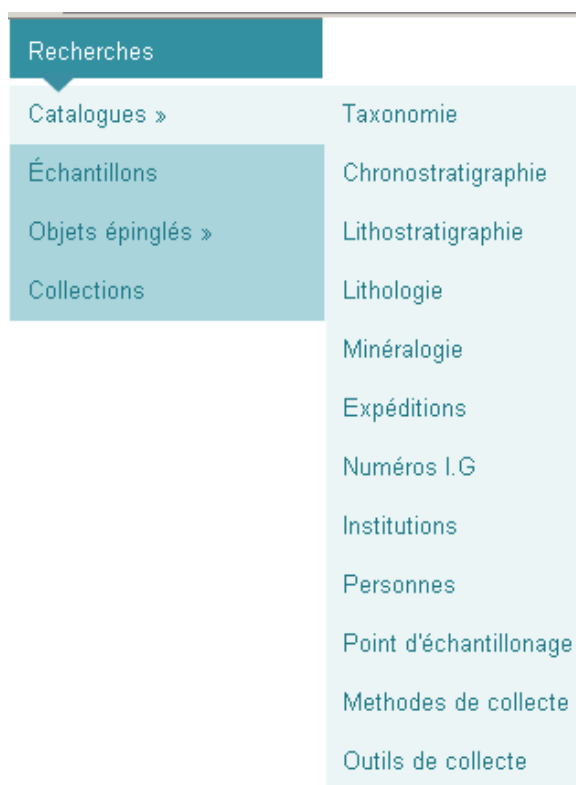 Recherches
Catalogues »
Échantillons
Objets épinglés »
Collections
Taxonomie
Chronostratigraphie
Lithostratigraphie
Lithologie
Minéralogie
Expéditions
Numéros I.G
Institutions
Personnes
Point d'échantillonage
Methodes de collecte
Outils de collecte